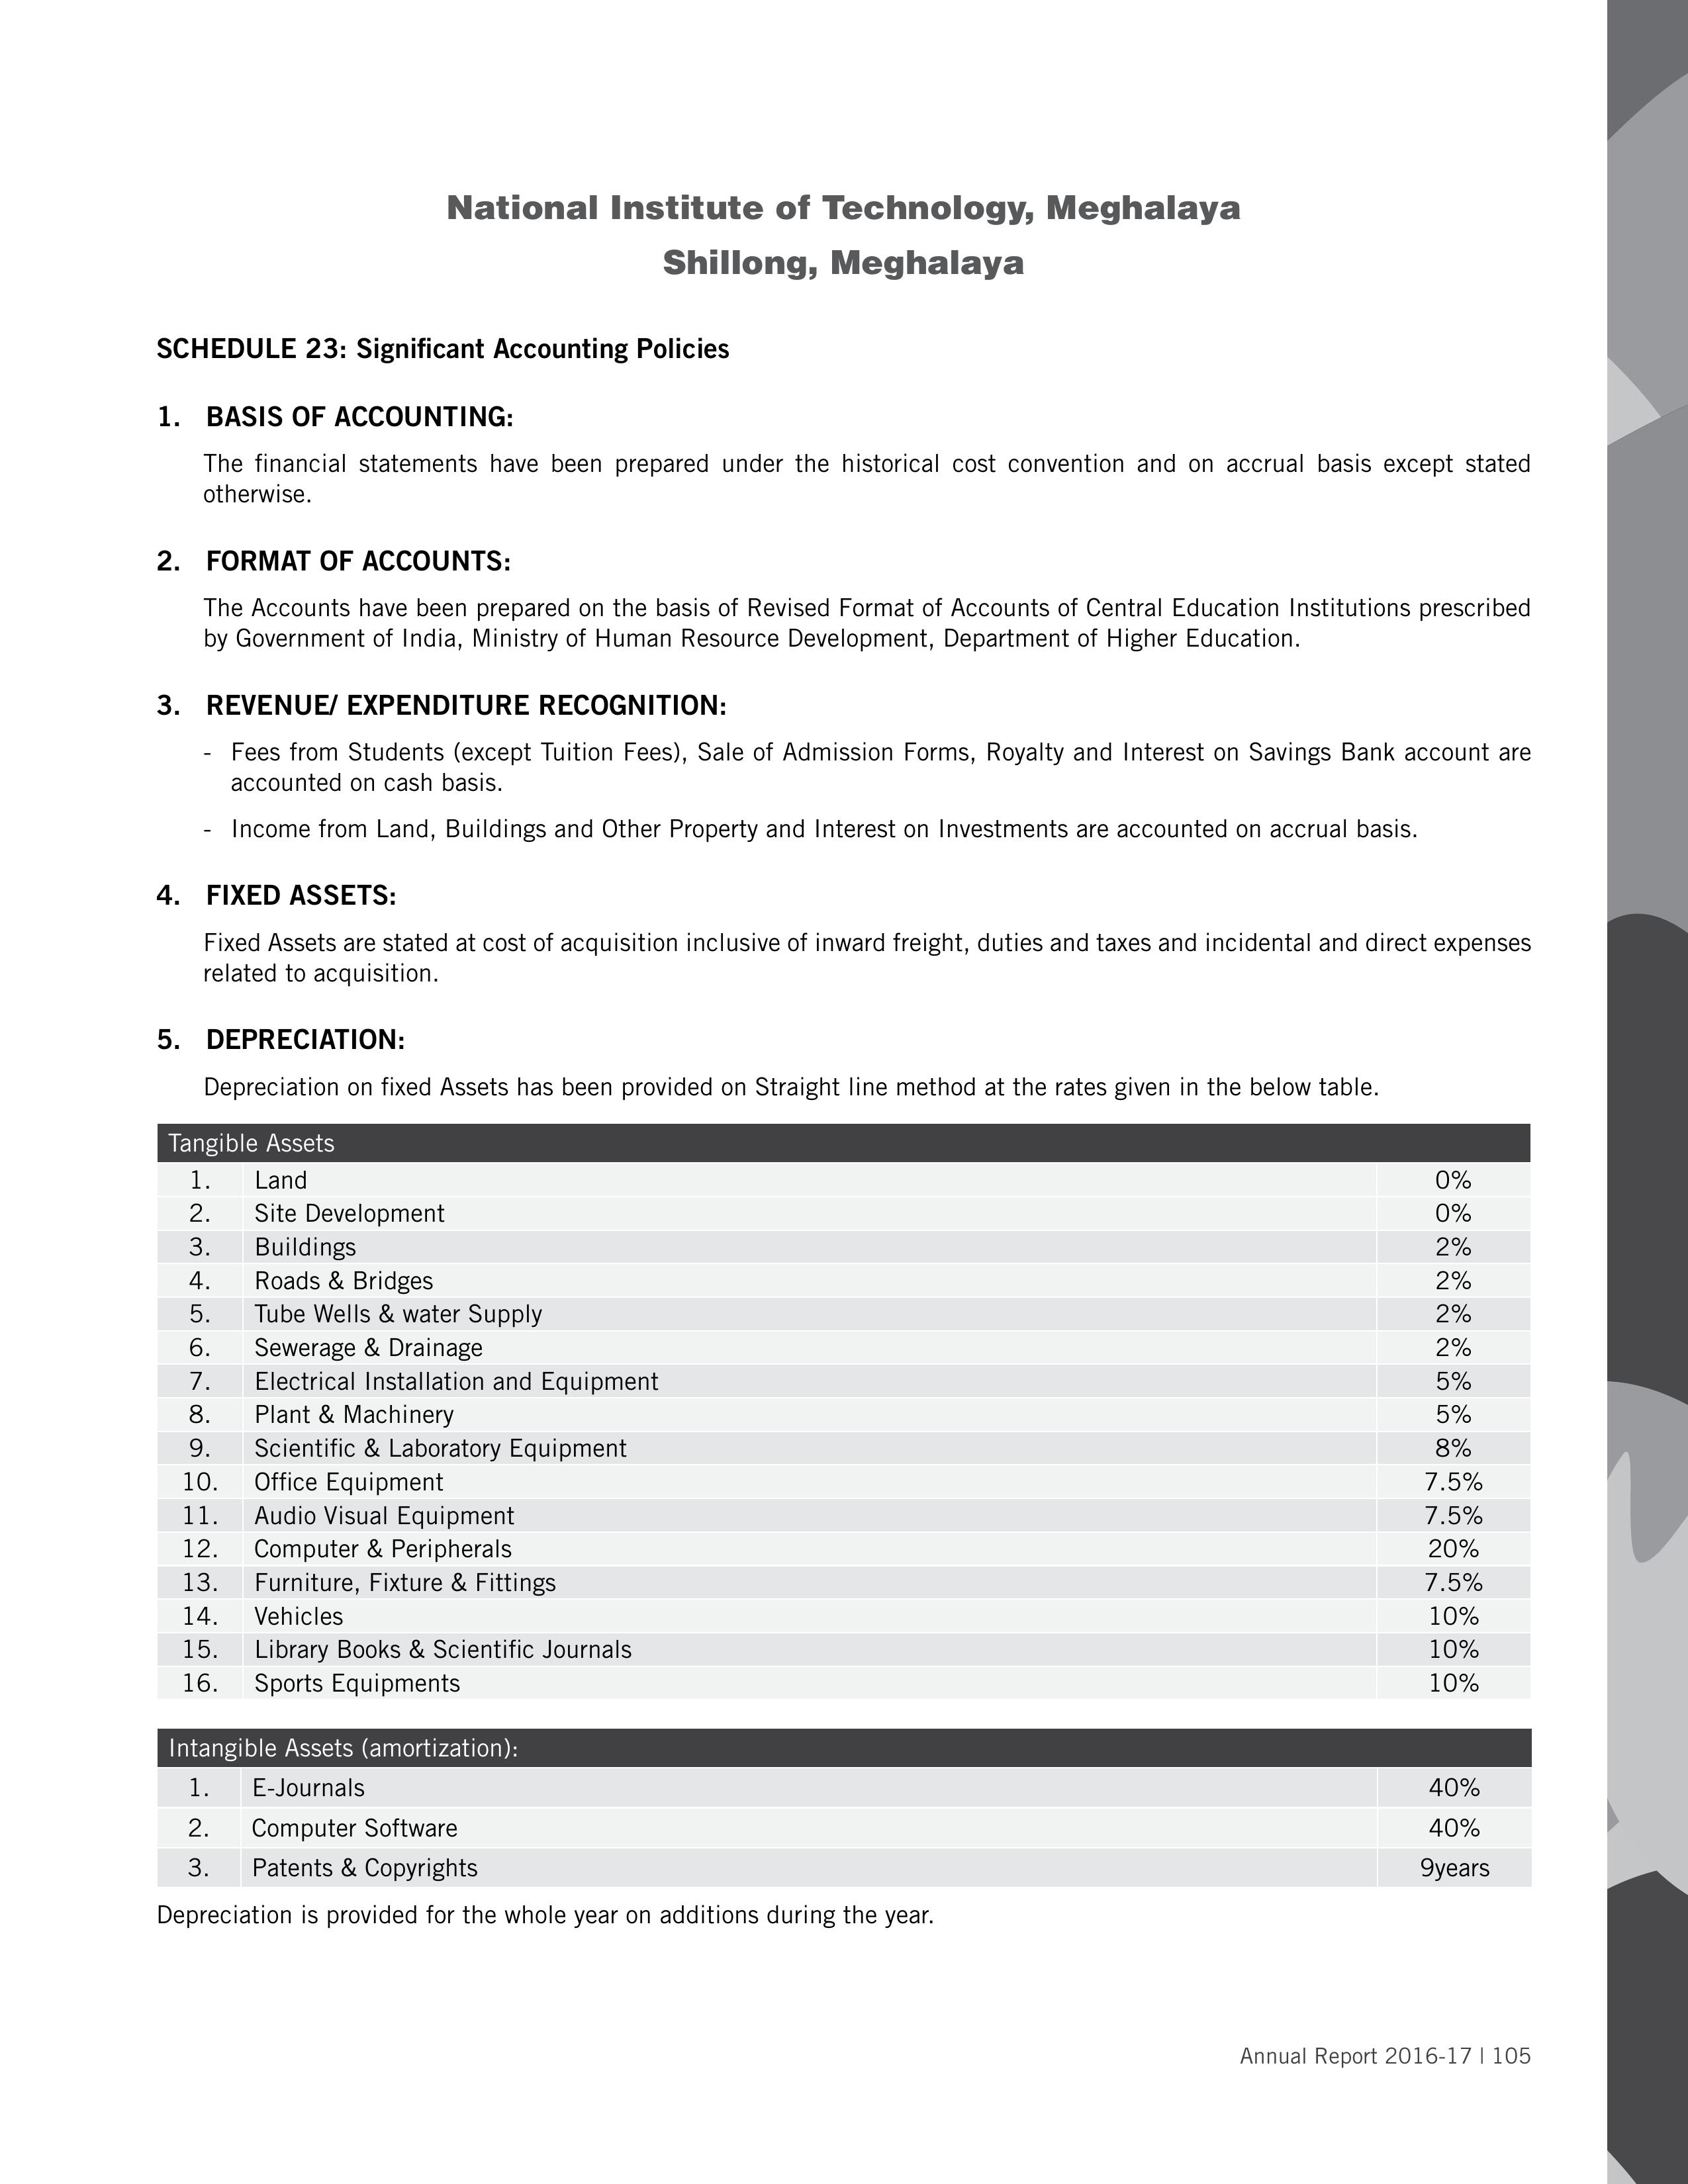 National Institute of Technology, Meghalaya
Shillong, Meghalaya
SCHEDULE 23: Significant Accounting Policies
1. BASIS OF ACCOUNTING:
The financial statements have been prepared under the historical cost convention and on accrual basis except stated
otherwise.
2. FORMAT OF ACCOUNTS:
The Accounts have been prepared on the basis of Revised Format of Accounts of Central Education Institutions prescribed
by Government of India, Ministry of Human Resource Development, Department of Higher Education.
3. REVENUE/ EXPENDITURE RECOGNITION:
- Fees from Students (except Tuition Fees), Sale of Admission Forms, Royalty and Interest on Savings Bank account are
accounted on cash basis.
- Income from Land, Buildings and Other Property and Interest on Investments are accounted on accrual basis.
4. FIXED ASSETS:
Fixed Assets are stated at cost of acquisition inclusive of inward freight, duties and taxes and incidental and direct expenses
related to acquisition.
5. DEPRECIATION:
Depreciation on fixed Assets has been provided on Straight line method at the rates given in the below table.
Tangible Assets
1. Land 0%
2. Site Development 0%
3. Buildings 2%
4. Roads & Bridges 2%
5. Tube Wells & water Supply 2%
6. Sewerage & Drainage 2%
7. Electrical Installation and Equipment 5%
8. Plant & Machinery 5%
9. Scientific & Laboratory Equipment 8%
10. Office Equipment 7.5%
11. Audio Visual Equipment 7.5%
12. Computer & Peripherals 20%
13. Furniture, Fixture & Fittings 7.5%
14. Vehicles 10%
15. Library Books & Scientific Journals 10%
16. Sports Equipments 10%
Intangible Assets (amortization):
1. E-Journals 40%
2. Computer Software 40%
3. Patents & Copyrights 9years
Depreciation is provided for the whole year on additions during the year.
Annual Report 2016-17 | 105